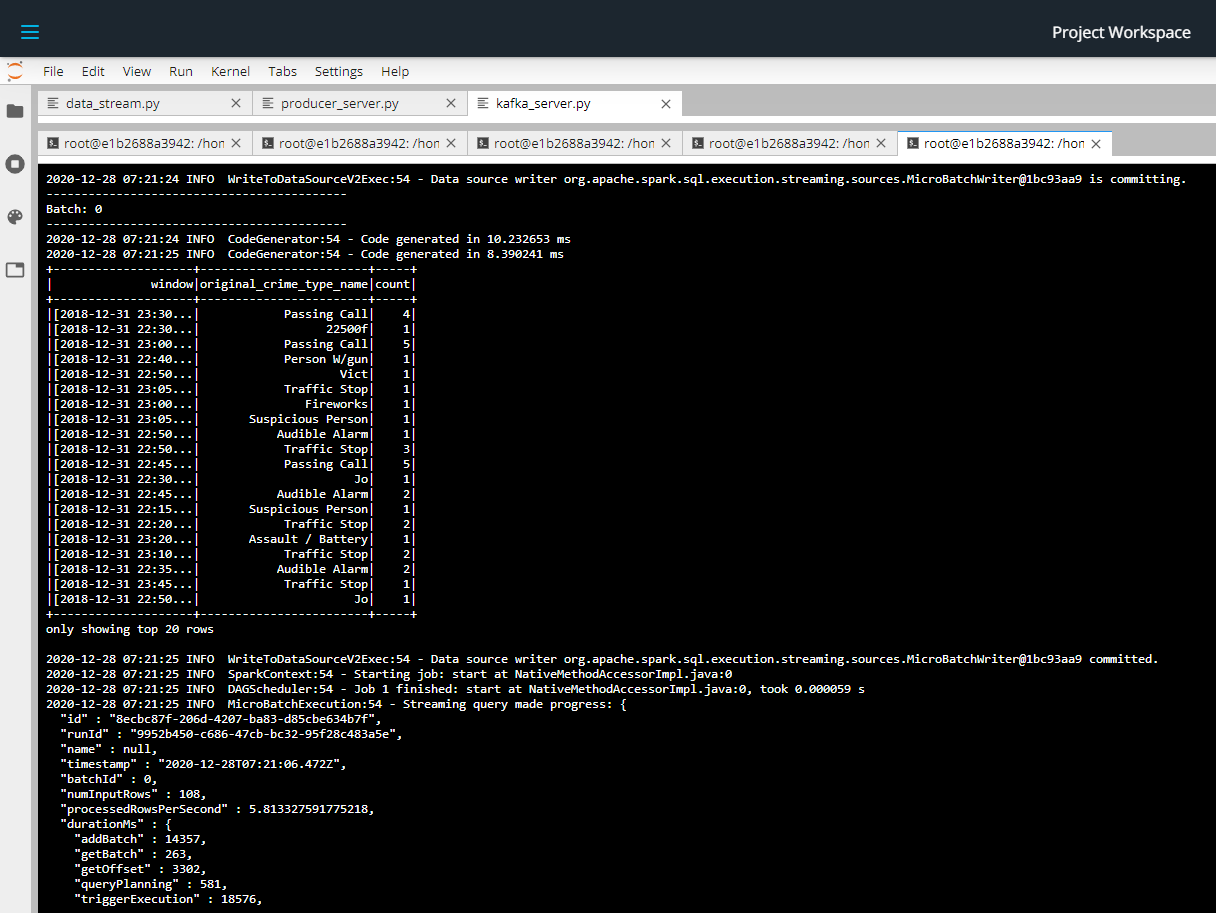 Project Workspace
File Edit View Run Kernel Tabs Settings Help
data_stream.py producer_server.py kafka_server.py
root@e1b2688a3942: /hon root@e1b2688a3942: /hon root@e1b2688a3942: /hon root@e1b2688a3942: /hon root@e1b2688a3942: /hon
2020-12-28 07:21:24 INFO  WriteToDataSourceV2Exec:54 - Data source writer org.apache.spark.sql.execution.streaming.sources.MicroBatchWriter@1bc93aa9 is committing.
-------------------------------------------
Batch: 0
-------------------------------------------
2020-12-28 07:21:24 INFO  CodeGenerator:54 - Code generated in 10.232653 ms
2020-12-28 07:21:25 INFO  CodeGenerator:54 - Code generated in 8.390241 ms
+--------------------+------------------------+-----+
|              window|original_crime_type_name|count|
+--------------------+------------------------+-----+
|[2018-12-31 23:30...|            Passing Call|    4|
|[2018-12-31 22:30...|                  22500f|    1|
|[2018-12-31 23:00...|            Passing Call|    5|
|[2018-12-31 22:40...|            Person W/gun|    1|
|[2018-12-31 22:50...|                    Vict|    1|
|[2018-12-31 23:05...|            Traffic Stop|    1|
|[2018-12-31 23:00...|               Fireworks|    1|
|[2018-12-31 23:05...|       Suspicious Person|    1|
|[2018-12-31 22:50...|           Audible Alarm|    1|
|[2018-12-31 22:50...|            Traffic Stop|    3|
|[2018-12-31 22:45...|            Passing Call|    5|
|[2018-12-31 22:30...|                      Jo|    1|
|[2018-12-31 22:45...|           Audible Alarm|    2|
|[2018-12-31 22:15...|       Suspicious Person|    1|
|[2018-12-31 22:20...|            Traffic Stop|    2|
|[2018-12-31 23:20...|       Assault / Battery|    1|
|[2018-12-31 23:10...|            Traffic Stop|    2|
|[2018-12-31 22:35...|           Audible Alarm|    2|
|[2018-12-31 23:45...|            Traffic Stop|    1|
|[2018-12-31 22:50...|                      Jo|    1|
+--------------------+------------------------+-----+
only showing top 20 rows
2020-12-28 07:21:25 INFO  WriteToDataSourceV2Exec:54 - Data source writer org.apache.spark.sql.execution.streaming.sources.MicroBatchWriter@1bc93aa9 committed.
2020-12-28 07:21:25 INFO  SparkContext:54 - Starting job: start at NativeMethodAccessorImpl.java:0
2020-12-28 07:21:25 INFO  DAGScheduler:54 - Job 1 finished: start at NativeMethodAccessorImpl.java:0, took 0.000059 s
2020-12-28 07:21:25 INFO  MicroBatchExecution:54 - Streaming query made progress: {
  "id" : "8ecbc87f-206d-4207-ba83-d85cbe634b7f",
  "runId" : "9952b450-c686-47cb-bc32-95f28c483a5e",
  "name" : null,
  "timestamp" : "2020-12-28T07:21:06.472Z",
  "batchId" : 0,
  "numInputRows" : 108,
  "processedRowsPerSecond" : 5.813327591775218,
  "durationMs" : {
    "addBatch" : 14357,
    "getBatch" : 263,
    "getOffset" : 3302,
    "queryPlanning" : 581,
    "triggerExecution" : 18576,